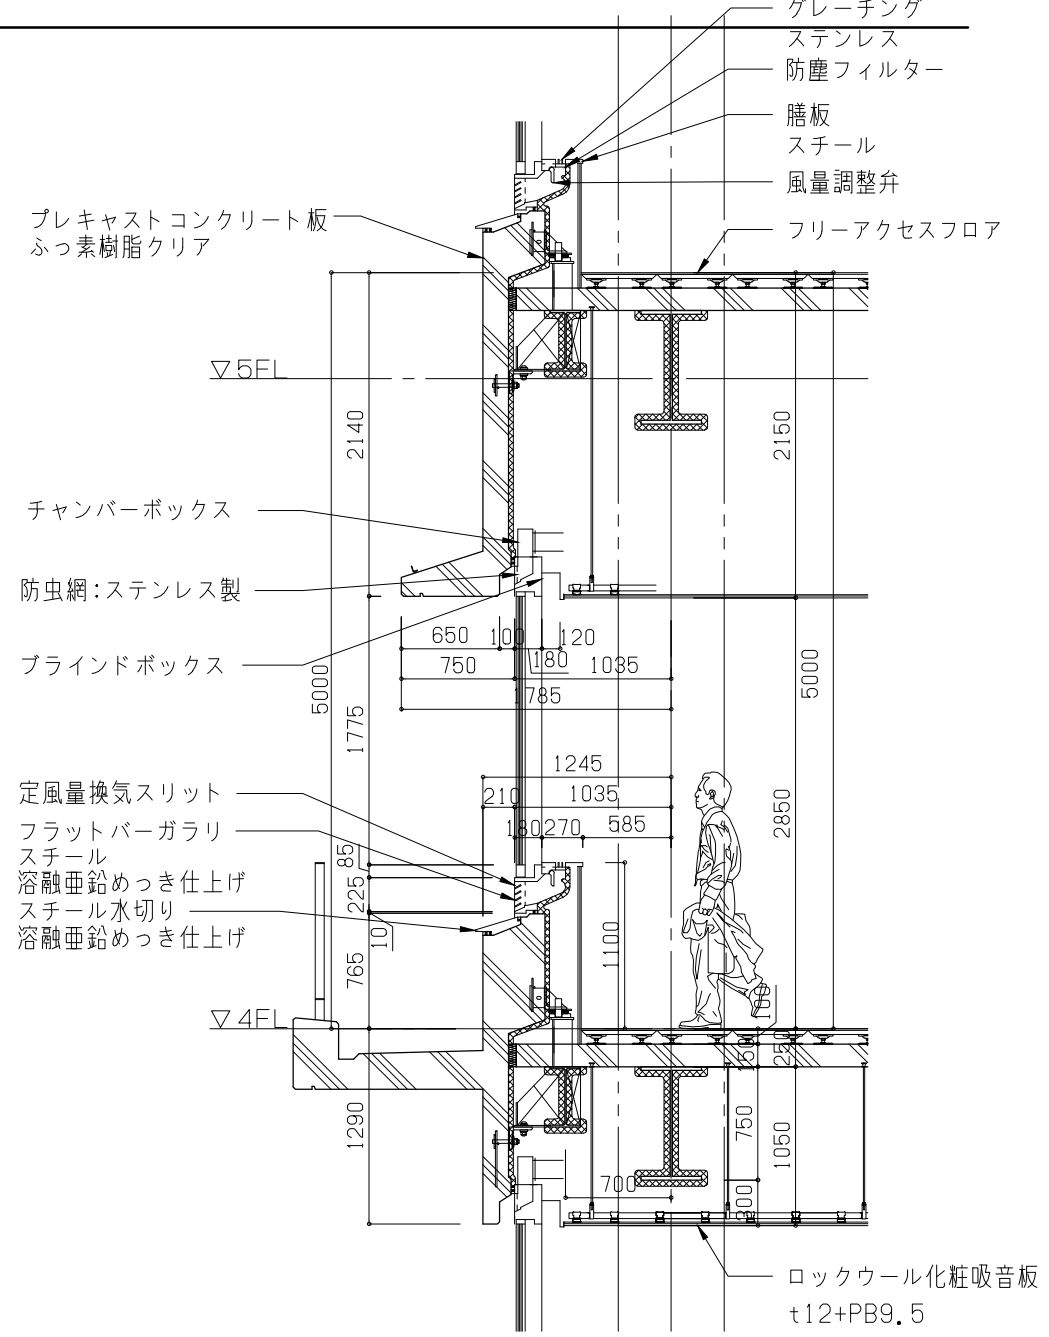 グレーチング
ステンレス
防塵フィルター
膳板
スチール
風量調整弁
フリーアクセスフロア
プレキャストコンクリート板
ふっ素樹脂クリア
▽5FL
2140
2150
チャンバーボックス
防虫網:ステンレス製
ブラインドボックス
650
100
120
750
180
1035
1785
5000
1775
5000
1245
210
1035
180
270
585
2850
定風量換気スリット
フラットバーガラリ
スチール
溶融亜鉛めっき仕上げ
スチール水切り
溶融亜鉛めっき仕上げ
85
225
10
765
1100
100
▽4FL
150
250
1290
750
1050
700
300
ロックウール化粧吸音板
t12+PB9.5